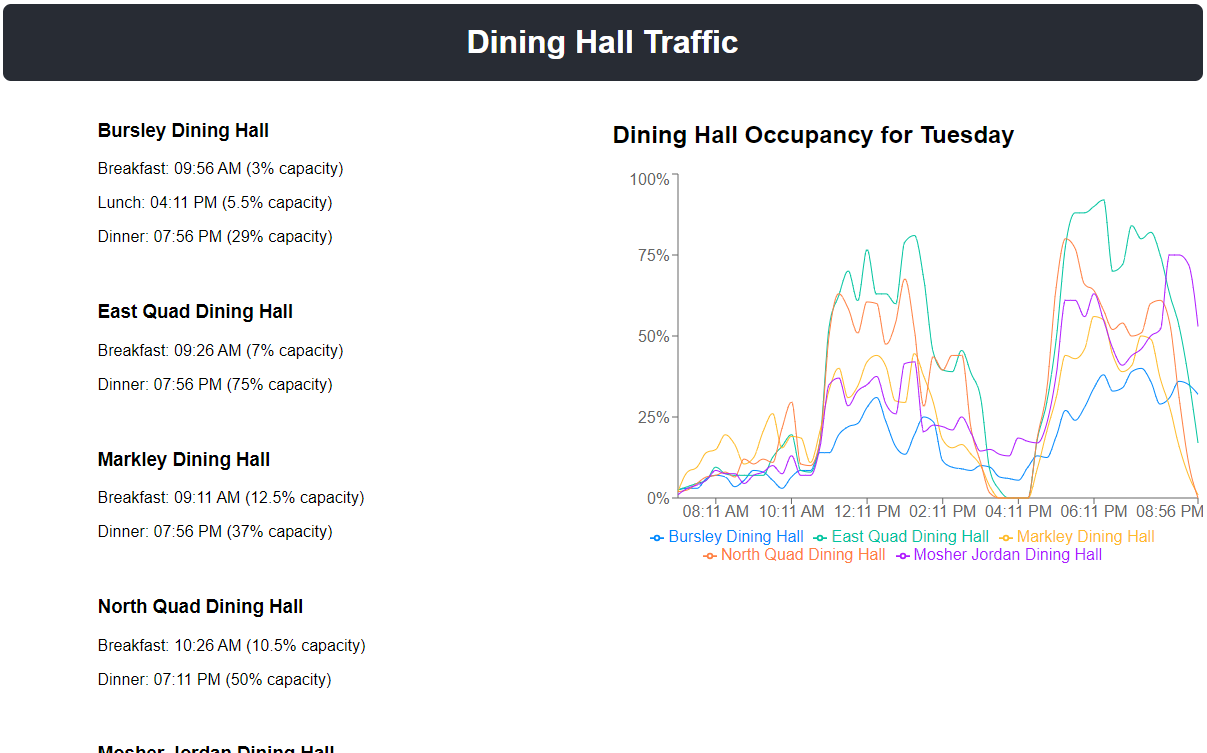 Dining Hall Traffic
Bursley Dining Hall
Breakfast: 09:56 AM (3% capacity)
Lunch: 04:11 PM (5.5% capacity)
Dinner: 07:56 PM (29% capacity)
East Quad Dining Hall
Breakfast: 09:26 AM (7% capacity)
Dinner: 07:56 PM (75% capacity)
Markley Dining Hall
Breakfast: 09:11 AM (12.5% capacity)
Dinner: 07:56 PM (37% capacity)
North Quad Dining Hall
Breakfast: 10:26 AM (10.5% capacity)
Dinner: 07:11 PM (50% capacity)
Mosher Jordan Dining Hall
Dining Hall Occupancy for Tuesday
100%
75%
50%
25%
0%
08:11 AM 10:11 AM 12:11 PM 02:11 PM 04:11 PM 06:11 PM 08:56 PM
Bursley Dining Hall East Quad Dining Hall Markley Dining Hall
North Quad Dining Hall Mosher Jordan Dining Hall